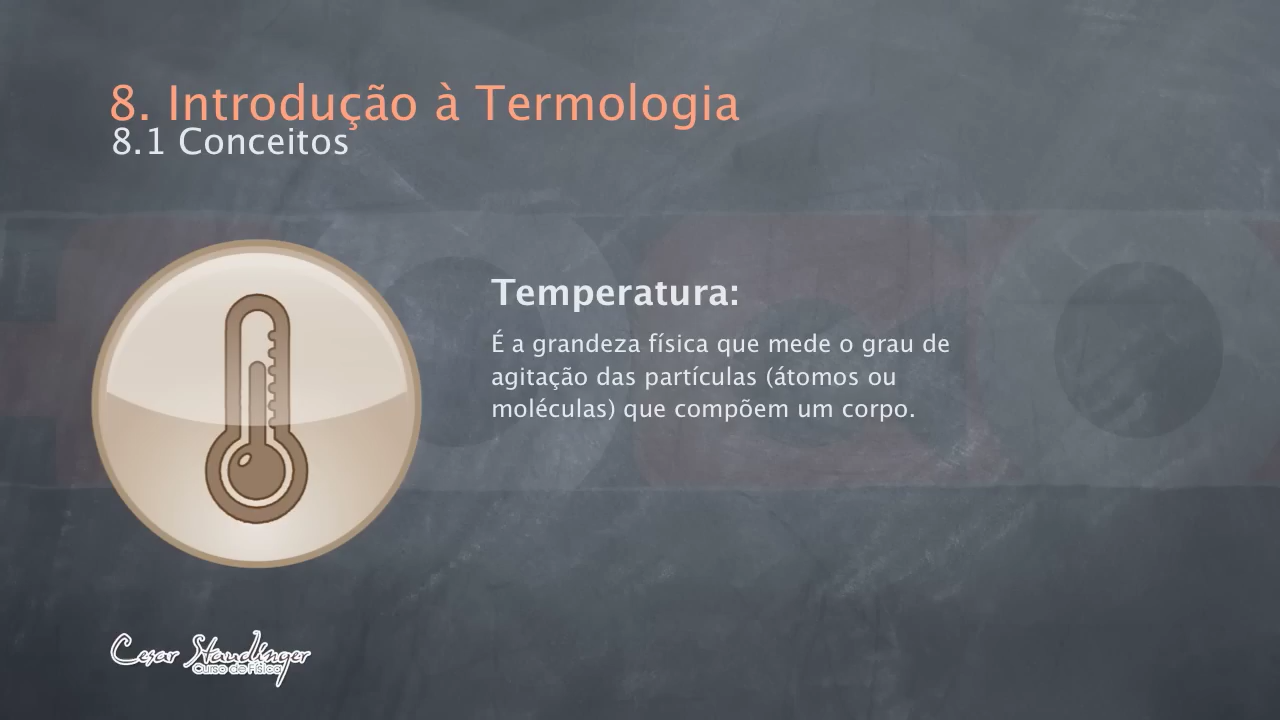 8. Introdução à Termologia
8.1 Conceitos
Temperatura:
É a grandeza física que mede o grau de
agitação das partículas (átomos ou
moléculas) que compõem um corpo.
Cesar Staudinger
Curso de Física